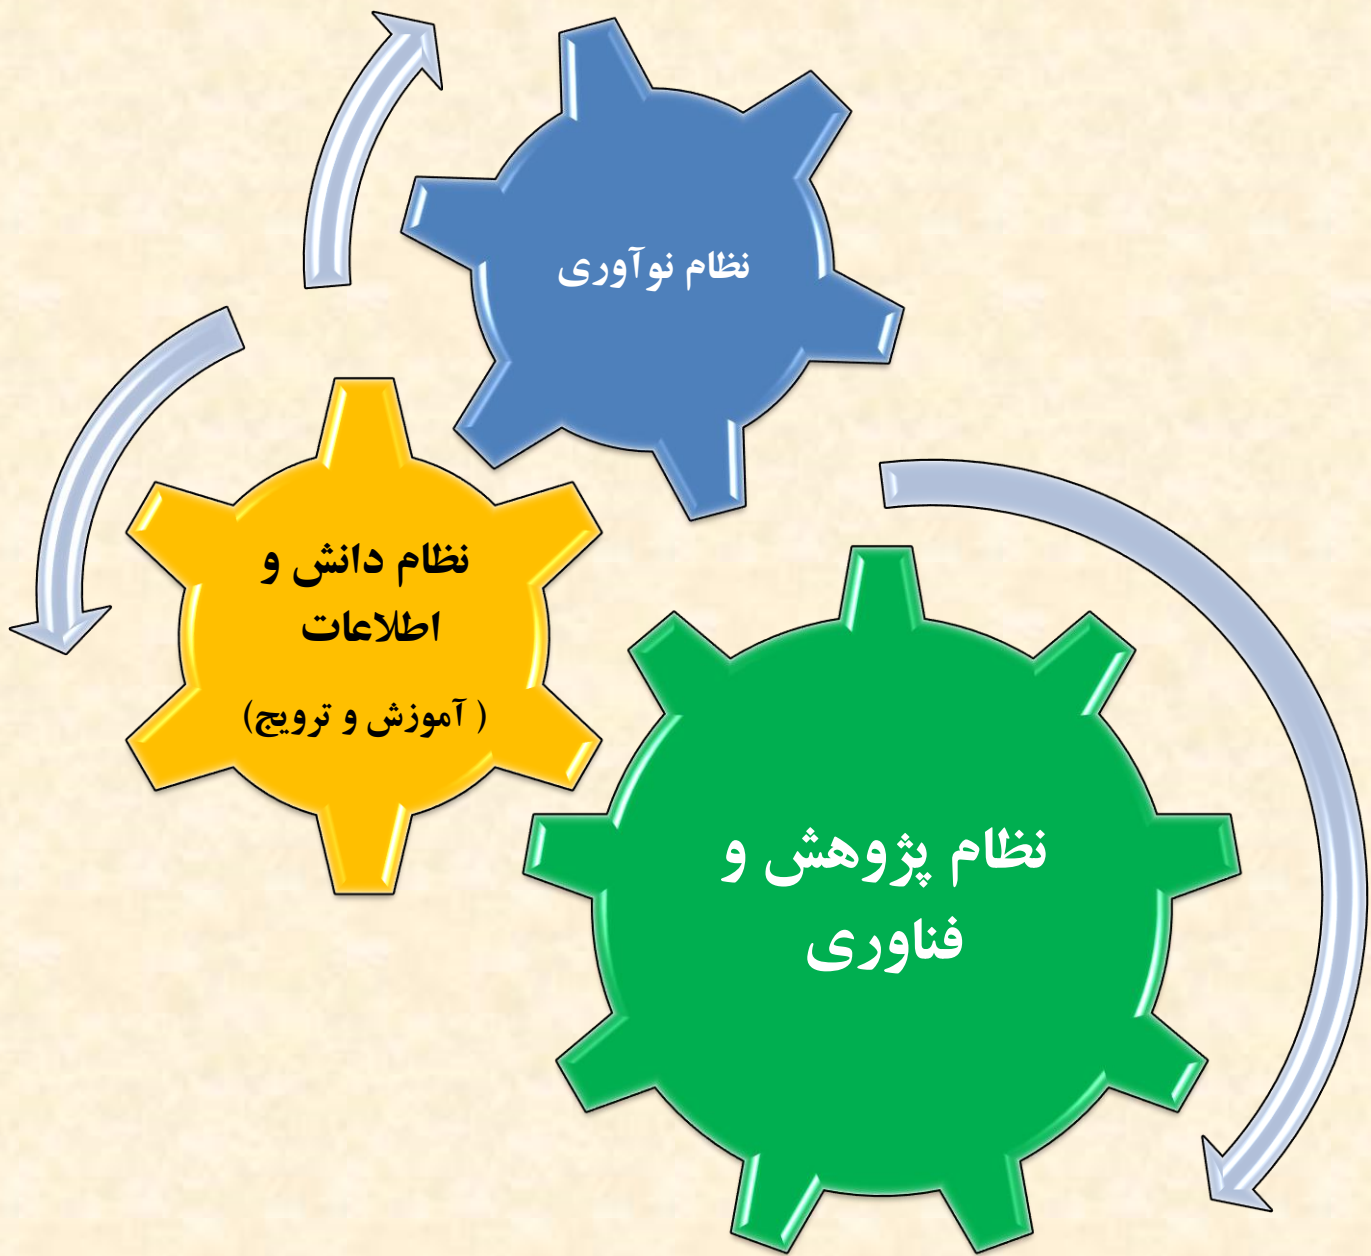 نظام نوآوری
نظام دانش و
اطلاعات
( آموزش و ترویج)
نظام پژوهش و
فناوری